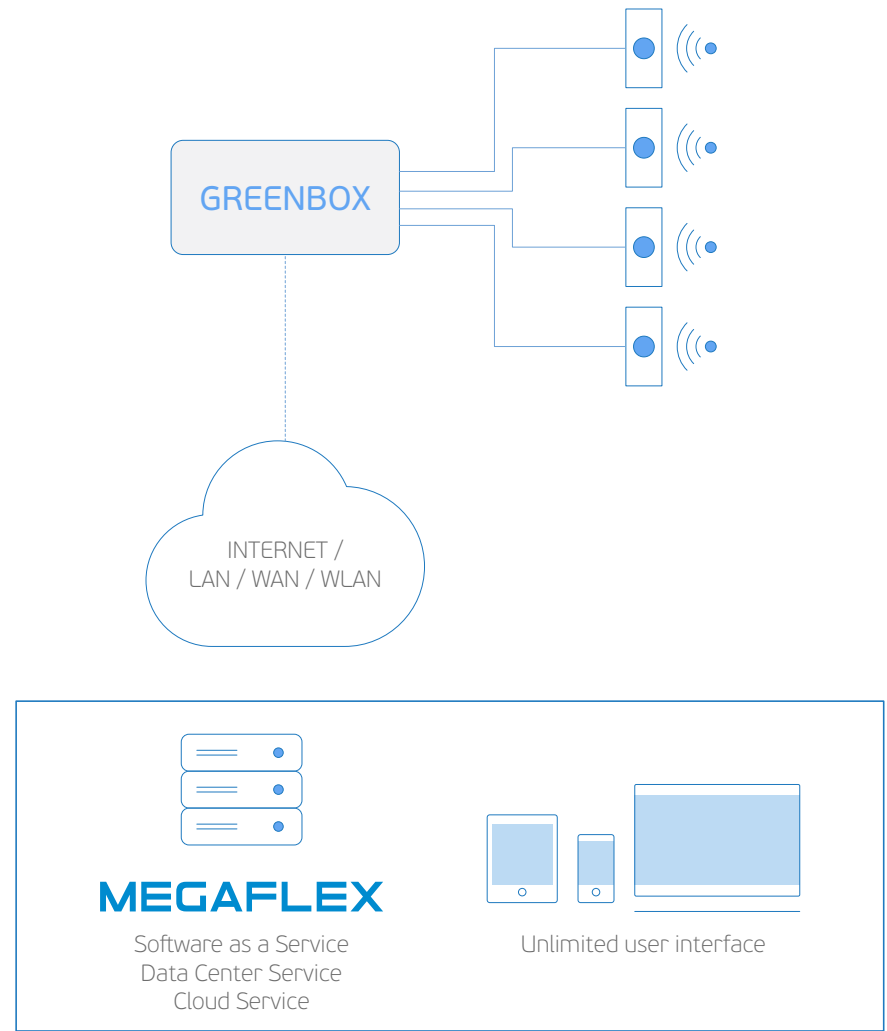 GREENBOX
INTERNET /
LAN / WAN / WLAN
MEGAFLEX
Software as a Service
Data Center Service
Cloud Service
Unlimited user interface